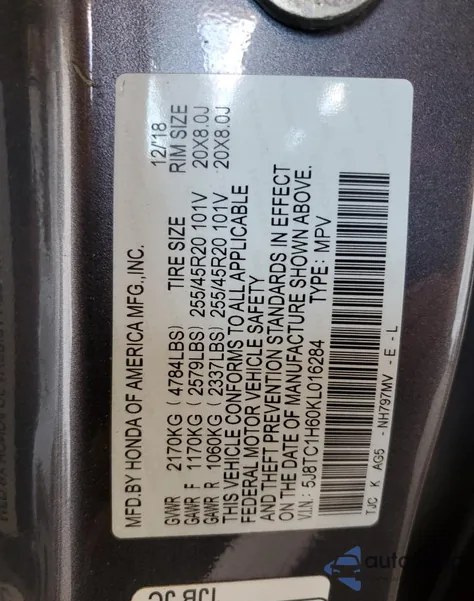 MFD.BY HONDA OF AMERICA MFG.,INC. 12/'18
GVWR 2170KG ( 4784LBS) TIRE SIZE RIM SIZE
GAWR F 1170KG ( 2579LBS) 255/45R20 101V 20X8.0J
GAWR R 1060KG ( 2337LBS) 255/45R20 101V 20X8.0J
THIS VEHICLE CONFORMS TO ALL APPLICABLE
FEDERAL MOTOR VEHICLE SAFETY
AND THEFT PREVENTION STANDARDS IN EFFECT
ON THE DATE OF MANUFACTURE SHOWN ABOVE.
V.I.N.: 5J8TC1H60KL016284 TYPE: MPV
TJC K AG5 -NH797MV -E -L